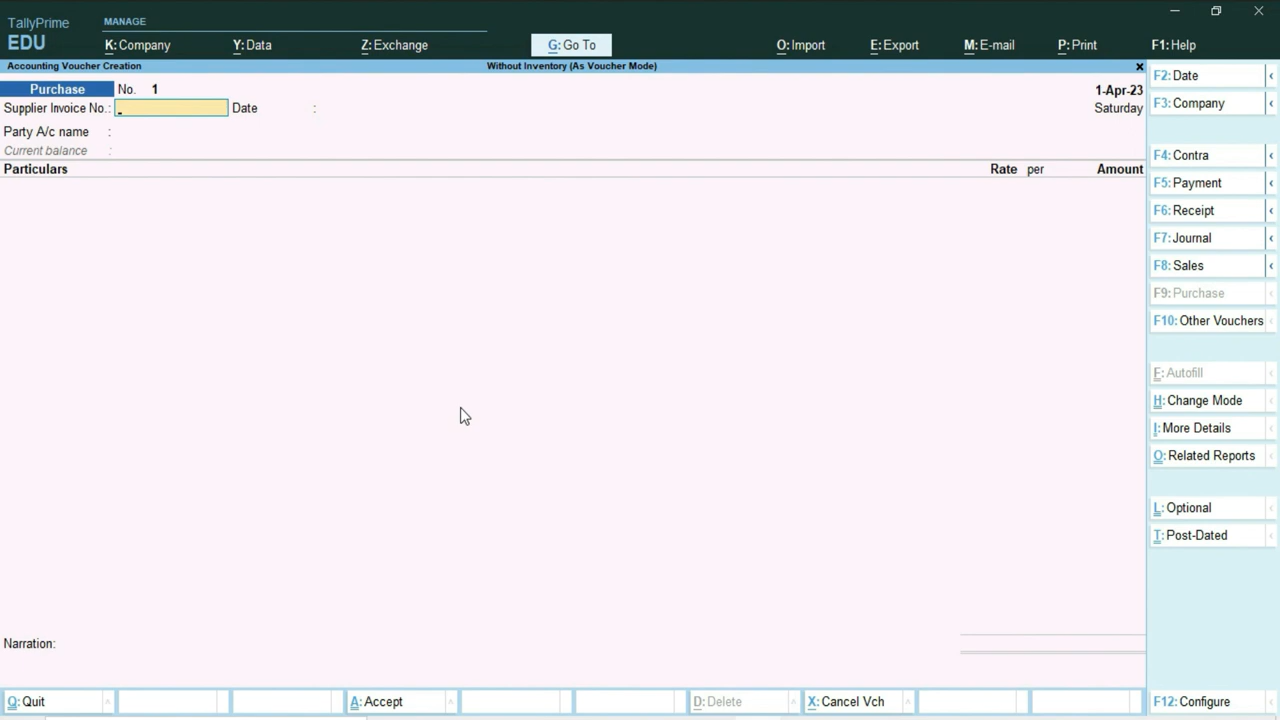 TallyPrime
EDU
MANAGE
K: Company
Y: Data
Z: Exchange
G: Go To
O: Import
E: Export
M: E-mail
P: Print
F1: Help
Accounting Voucher Creation
Without Inventory (As Voucher Mode)
Purchase No. 1
1-Apr-23
Supplier Invoice No.: Date :
Saturday
Party A/c name :
Current balance :
Particulars Rate per Amount
F2: Date
F3: Company
F4: Contra
F5: Payment
F6: Receipt
F7: Journal
F8: Sales
F9: Purchase
F10: Other Vouchers
F: Autofill
H: Change Mode
I: More Details
O: Related Reports
L: Optional
T: Post-Dated
Narration:
Q: Quit
A: Accept
D: Delete
X: Cancel Vch
F12: Configure